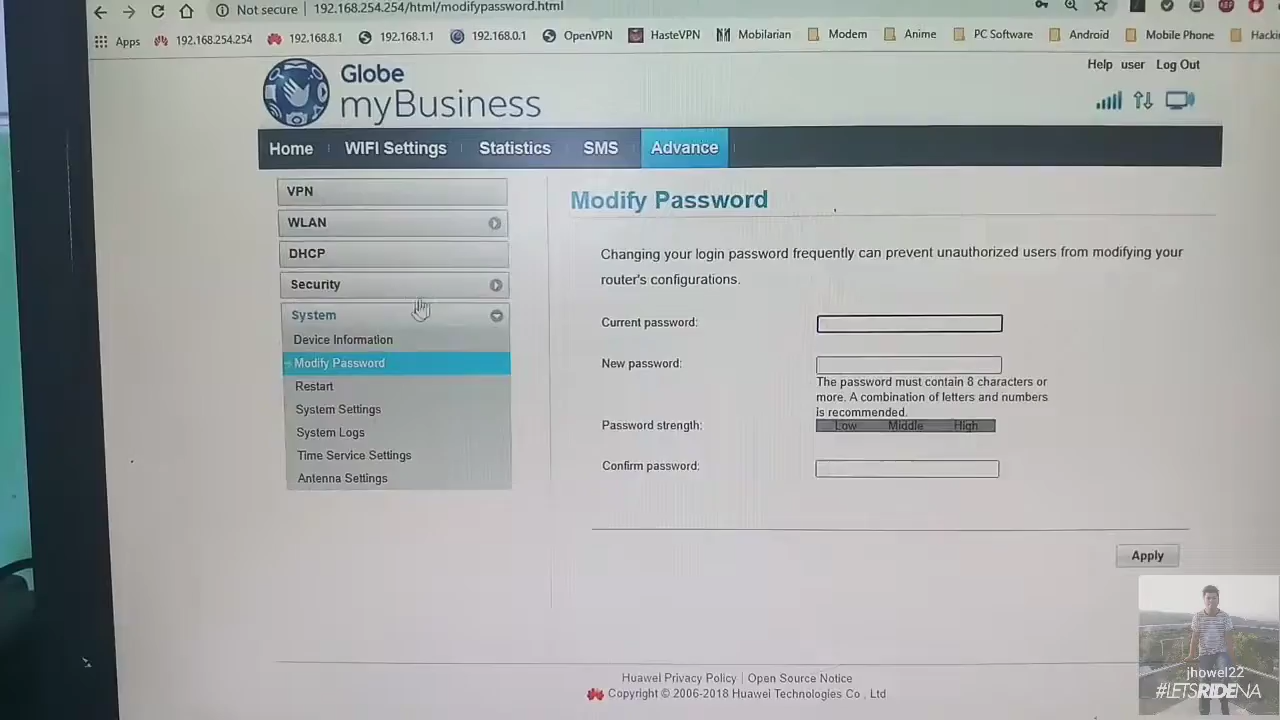 Not secure | 192.168.254.254/html/modifypassword.html
Apps 192.168.254.254 192.168.8.1 192.168.1.1 192.168.0.1 OpenVPN HasteVPN Mobilarian Modem Anime PC Software Android Mobile Phone
Globe
myBusiness
Help user Log Out
Home WIFI Settings Statistics SMS Advance
VPN
WLAN
DHCP
Security
System
Device Information
Modify Password
Restart
System Settings
System Logs
Time Service Settings
Antenna Settings
Modify Password
Changing your login password frequently can prevent unauthorized users from modifying your
router's configurations.
Current password:
New password:
The password must contain 8 characters or
more. A combination of letters and numbers
is recommended.
Password strength: Low Middle High
Confirm password:
Apply
Huawei Privacy Policy | Open Source Notice
Copyright © 2006-2018 Huawei Technologies Co , Ltd
jhowel22
#LETSRIDENA